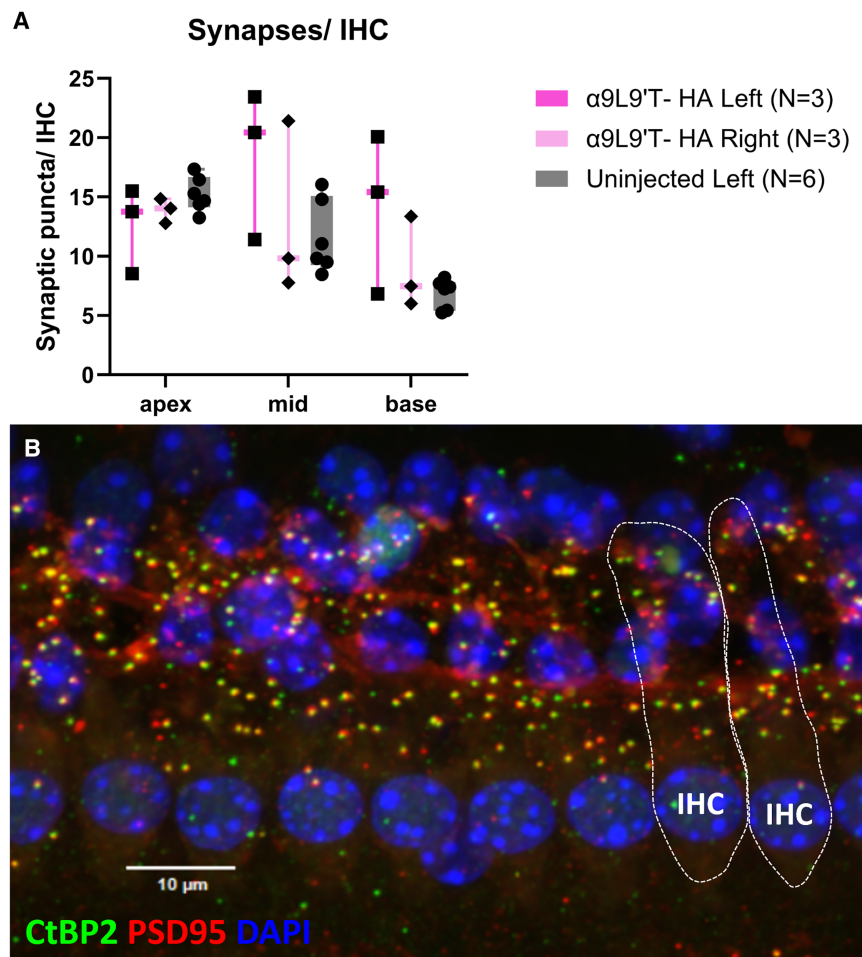 A
Synapses/ IHC
Synaptic puncta/ IHC
25
20
15
10
5
0
apex mid base
α9L9'T- HA Left (N=3)
α9L9'T- HA Right (N=3)
Uninjected Left (N=6)
B
IHC IHC
10 µm
CtBP2 PSD95 DAPI